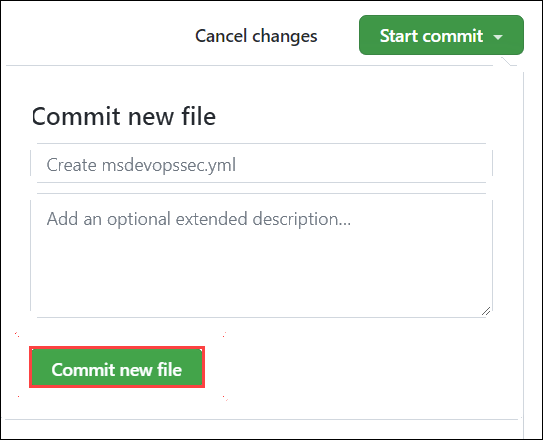 Cancel changes
Start commit
Commit new file
Create msdevopssec.yml
Add an optional extended description...
Commit new file